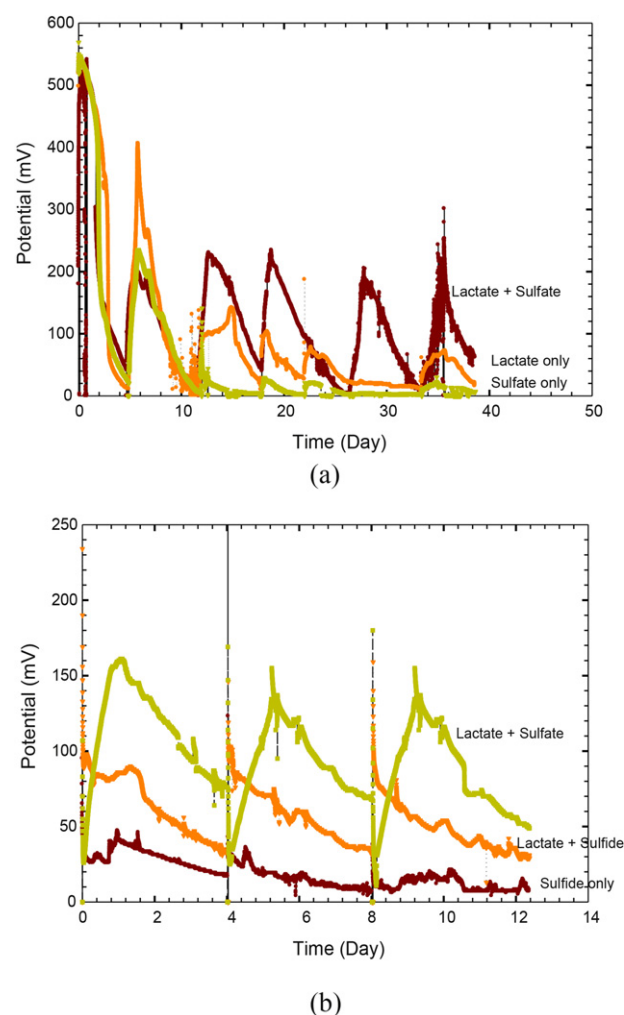 600
500
400
300
200
100
0
Potential (mV)
Lactate + Sulfate
Lactate only
Sulfate only
0 10 20 30 40 50
Time (Day)
(a)
250
200
150
100
50
0
Potential (mV)
Lactate + Sulfate
Lactate + Sulfide
Sulfide only
0 2 4 6 8 10 12 14
Time (Day)
(b)